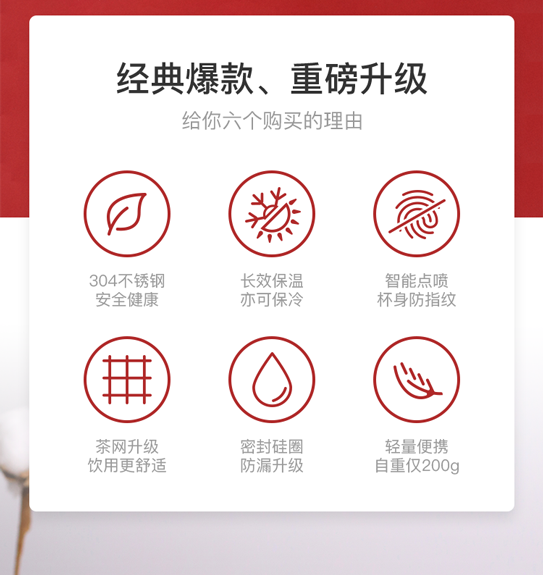 经典爆款、重磅升级
给你六个购买的理由
304不锈钢
安全健康
长效保温
亦可保冷
智能点喷
杯身防指纹
茶网升级
饮用更舒适
密封硅圈
防漏升级
轻量便携
自重仅200g